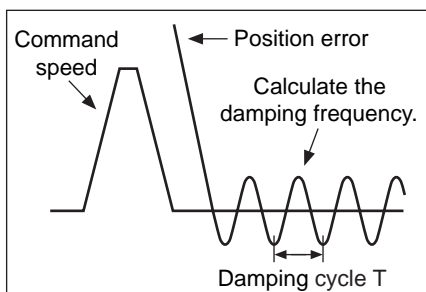 Command
speed
Position error
Calculate the
damping frequency.
Damping cycle T